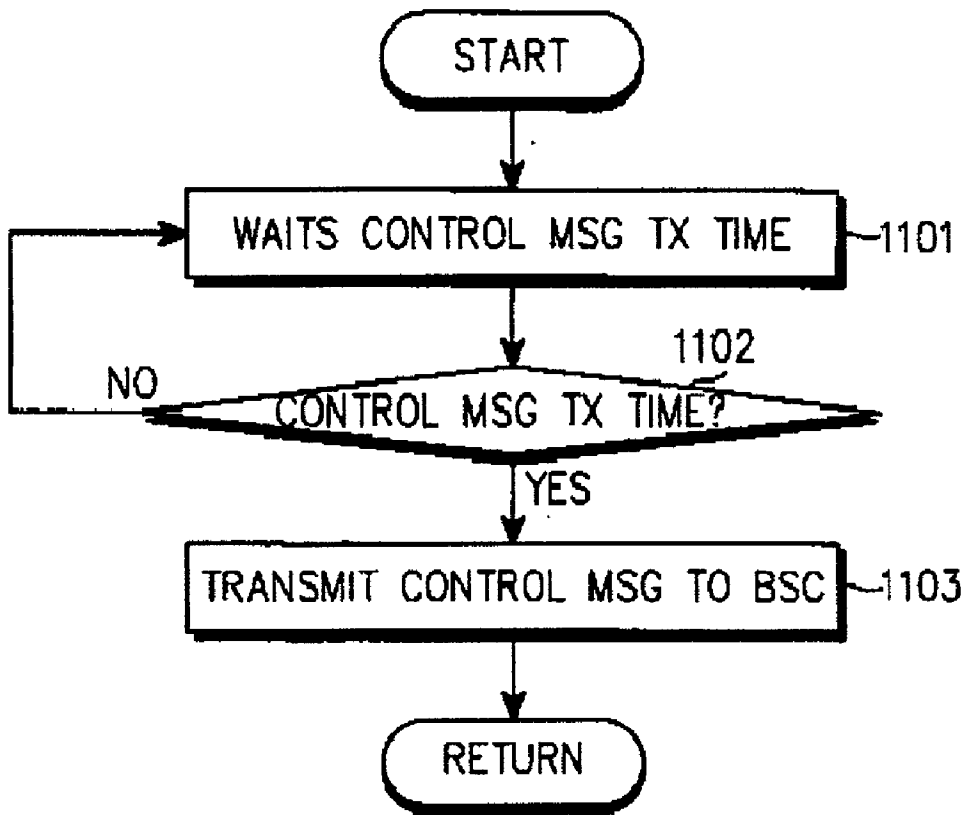 START
WAITS CONTROL MSG TX TIME
1101
1102
NO
CONTROL MSG TX TIME?
YES
TRANSMIT CONTROL MSG TO BSC
1103
RETURN